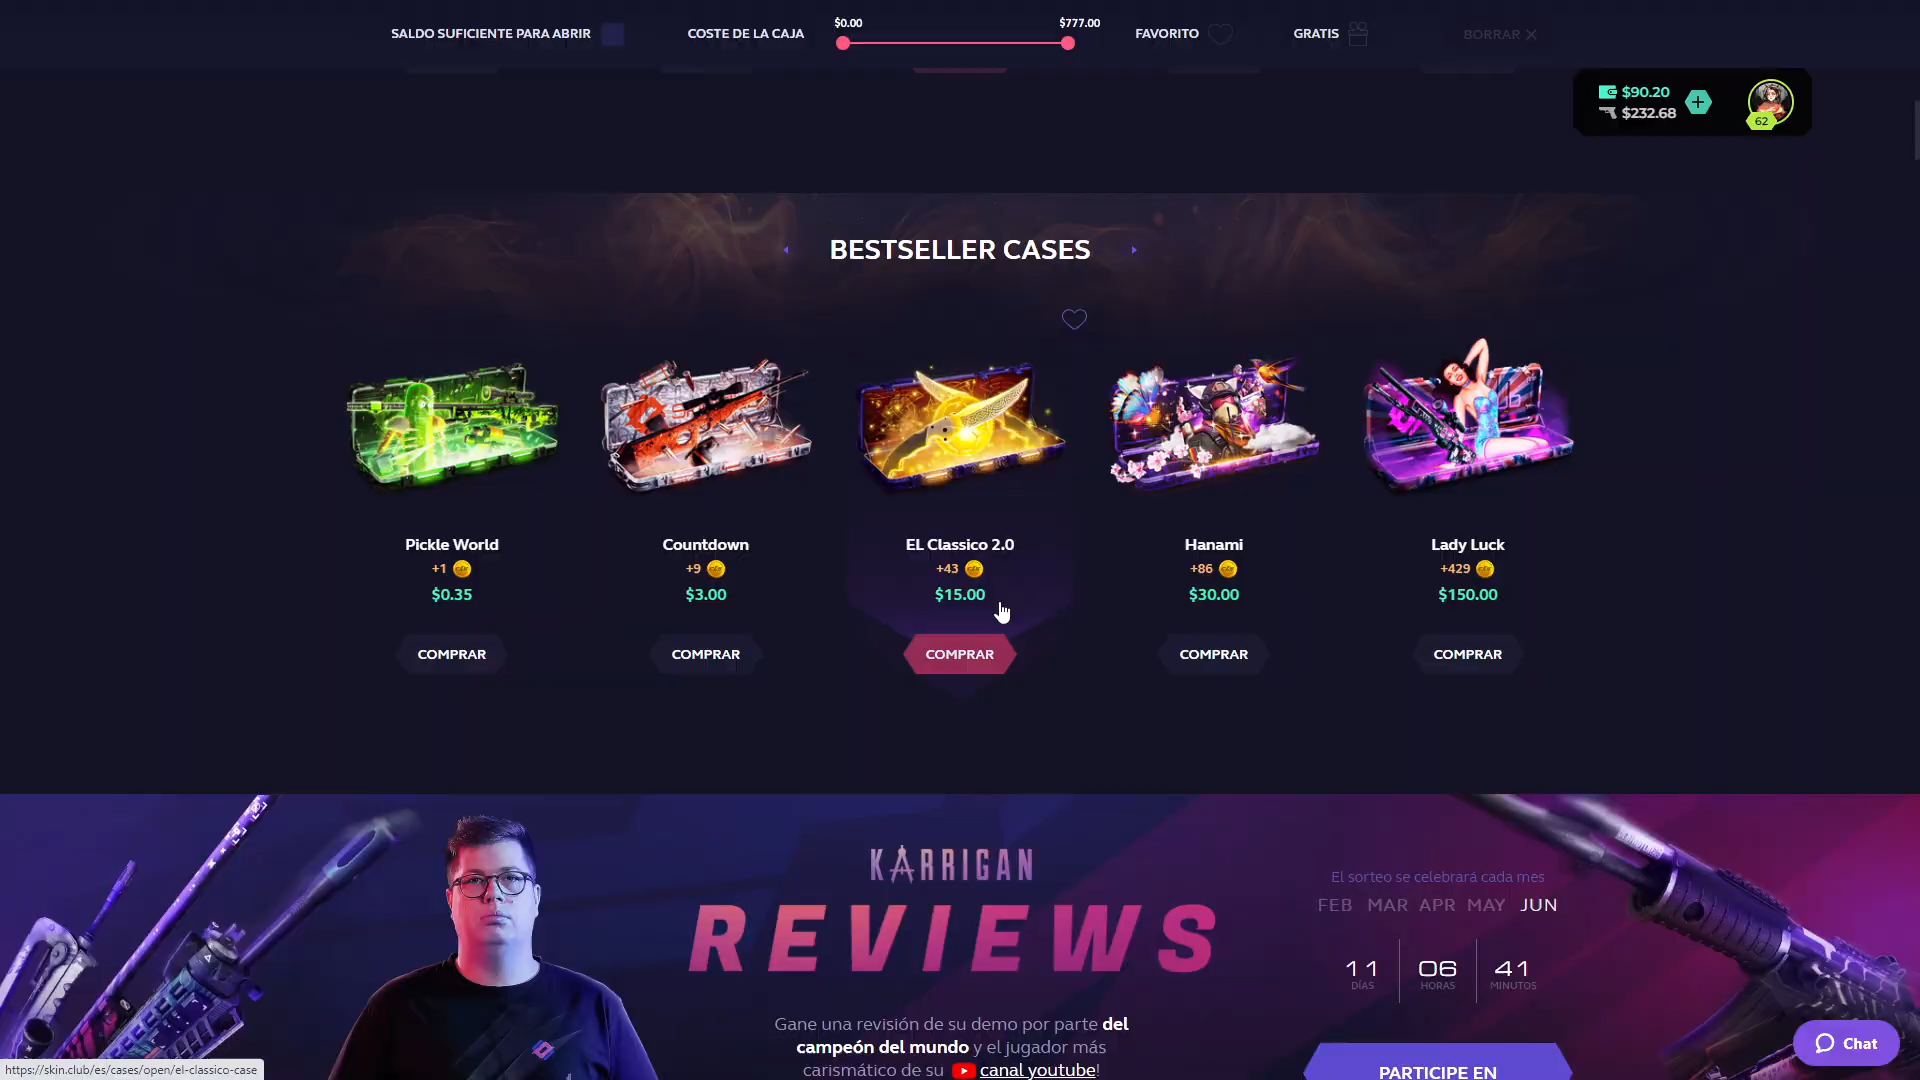 SALDO SUFICIENTE PARA ABRIR
COSTE DE LA CAJA
$0.00
$777.00
FAVORITO
GRATIS
BORRAR
$90.20
$232.68
62
BESTSELLER CASES
Pickle World
+1
$0.35
COMPRAR
Countdown
+9
$3.00
COMPRAR
EL Classico 2.0
+43
$15.00
COMPRAR
Hanami
+86
$30.00
COMPRAR
Lady Luck
+429
$150.00
COMPRAR
KARRIGAN
REVIEWS
Gane una revisión de su demo por parte del
campeón del mundo y el jugador más
carismático de su canal youtube!
El sorteo se celebrará cada mes
FEB MAR APR MAY JUN
11 06 41
DÍAS HORAS MINUTOS
PARTICIPE EN
Chat
https://skin.club/es/cases/open/el-classico-case